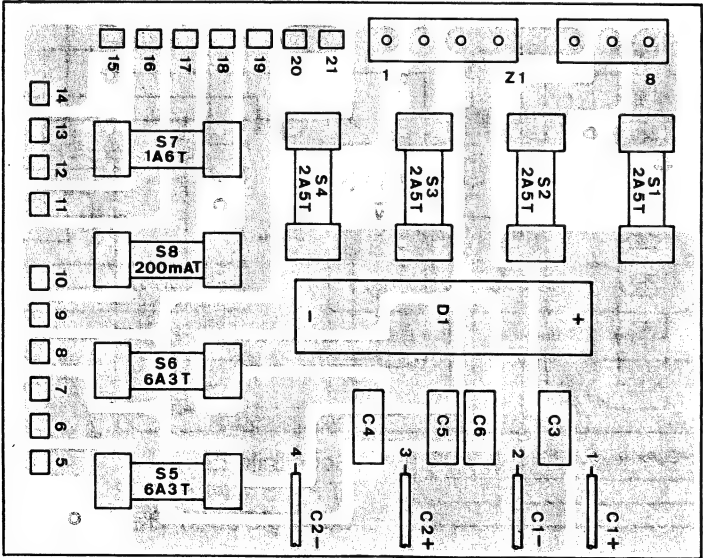 15 16 17 18 19 20 21
1 Z1 8
14
13
12
11
10
9
8
7
6
5
S7
1A6T
S8
200mAT
S6
6A3T
S5
6A3T
S4
2A5T
S3
2A5T
S2
2A5T
S1
2A5T
- D1 +
C4 C5 C6 C3
4 3 2 1
C2- C2+ C1- C1+